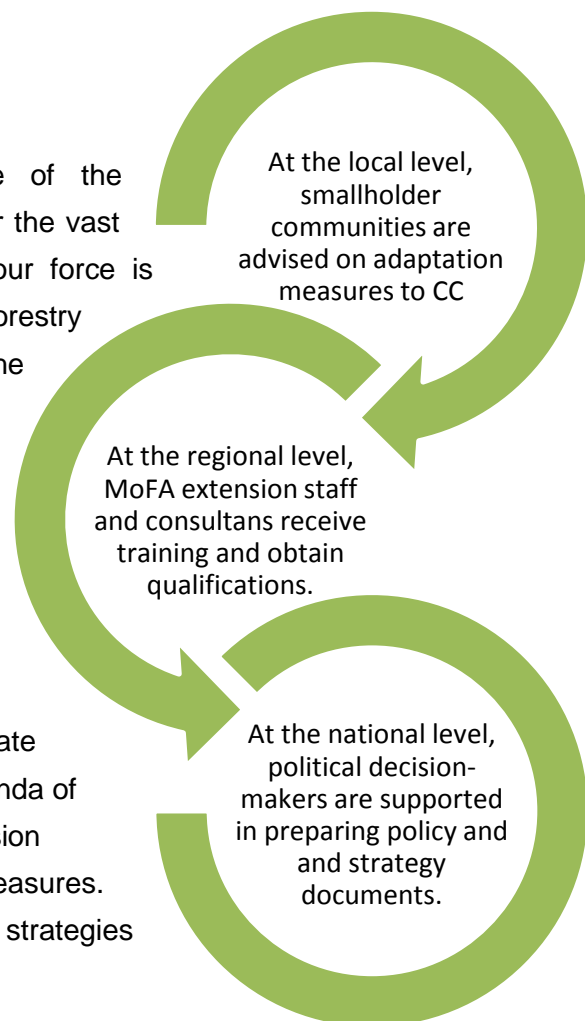 e of the
r the vast
our force is
orestry
ate
nda of
sion
easures.
strategies
At the local level,
smallholder
communities are
advised on adaptation
measures to CC
At the regional level,
MoFA extension staff
and consultans receive
training and obtain
qualifications.
At the national level,
political decision-
makers are supported
in preparing policy and
and strategy
documents.